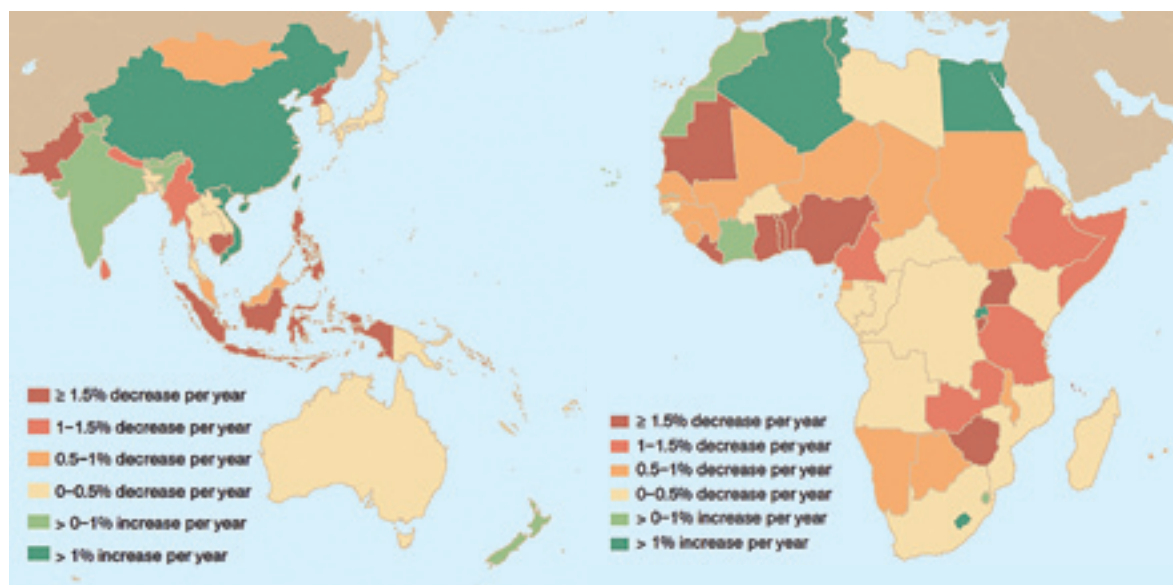 ≥ 1.5% decrease per year
1–1.5% decrease per year
0.5–1% decrease per year
0–0.5% decrease per year
> 0–1% increase per year
> 1% increase per year
≥ 1.5% decrease per year
1–1.5% decrease per year
0.5–1% decrease per year
0–0.5% decrease per year
> 0–1% increase per year
> 1% increase per year